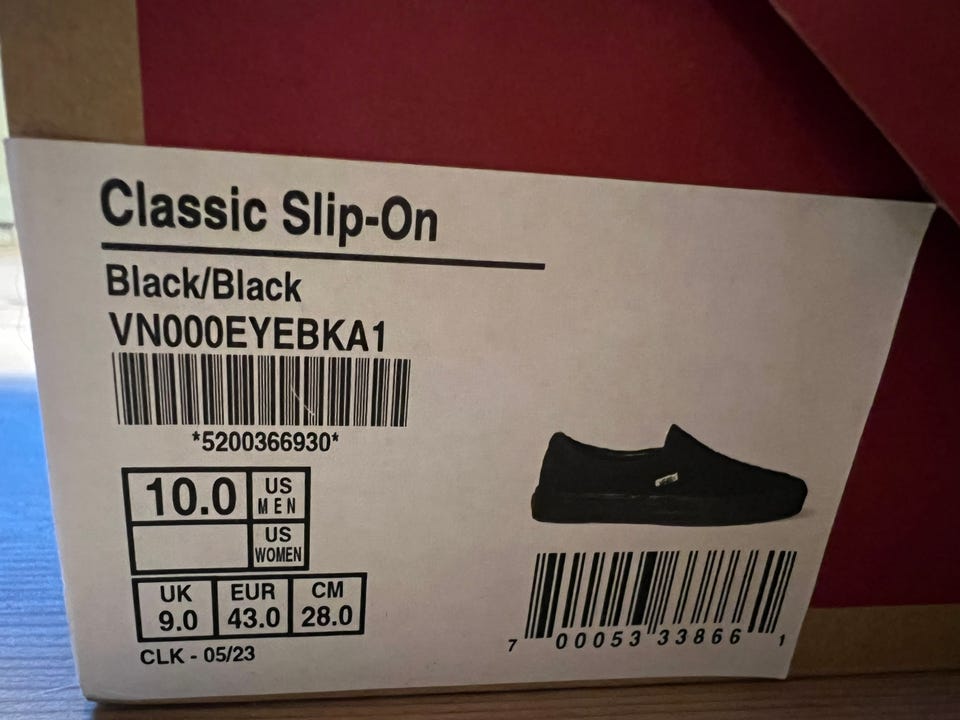 Classic Slip-On
Black/Black
VN000EYEBKA1
*5200366930*
10.0 US MEN
US WOMEN
UK EUR CM
9.0 43.0 28.0
CLK - 05/23
7 00053 33866 1